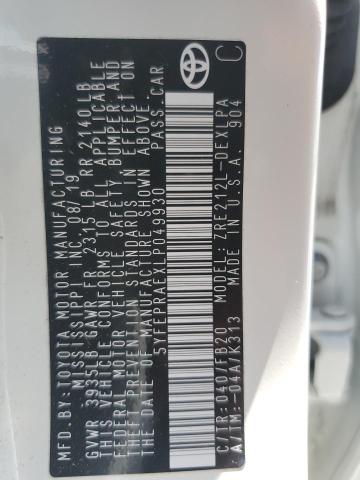 MFD.BY:TOYOTA MOTOR MANUFACTURING
MISSISSIPPI INC. 08/19
GVWR 3935LB GAWR FR 2315 LB RR 2140LB
THIS VEHICLE CONFORMS TO ALL APPLICABLE
FEDERAL MOTOR VEHICLE SAFETY, BUMPER AND
THEFT PREVENTION STANDARDS IN EFFECTION
THE DATE OF MANUFACTURE SHOWN ABOVE.
5YFEPRAEXLP049930 PASS.CAR
C
C/TR: 040/FB20 MODEL: ZRE212L-DEXLPA
A/TM:-04A/K313 MADE IN U.S.A. 904